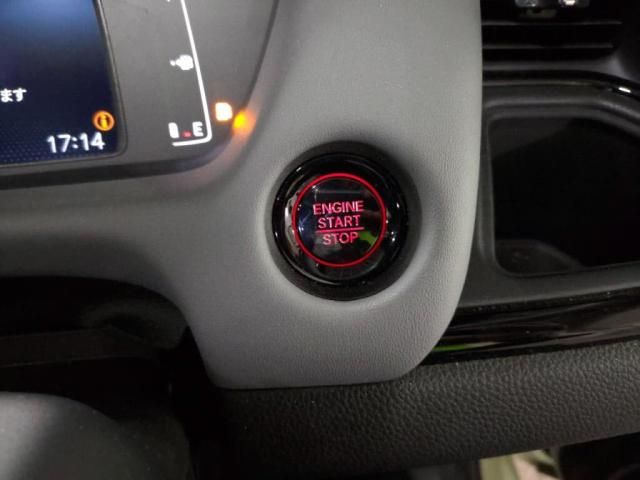 ます
17:14
E
ENGINE
START
STOP